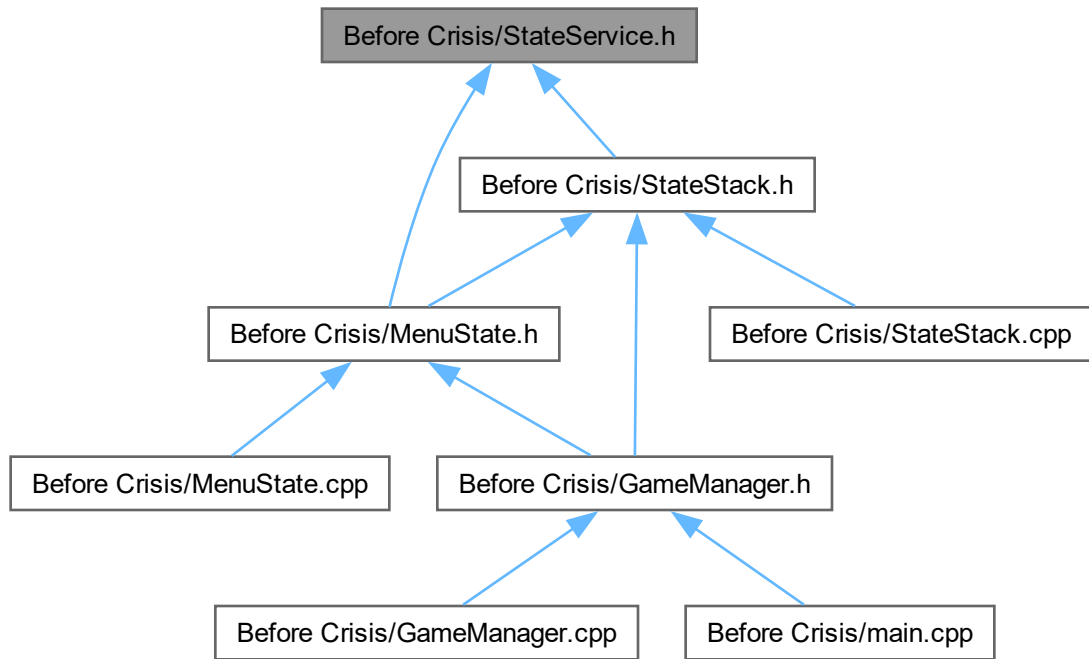 Before Crisis/StateService.h
Before Crisis/StateStack.h
Before Crisis/MenuState.h
Before Crisis/StateStack.cpp
Before Crisis/MenuState.cpp
Before Crisis/GameManager.h
Before Crisis/GameManager.cpp
Before Crisis/main.cpp